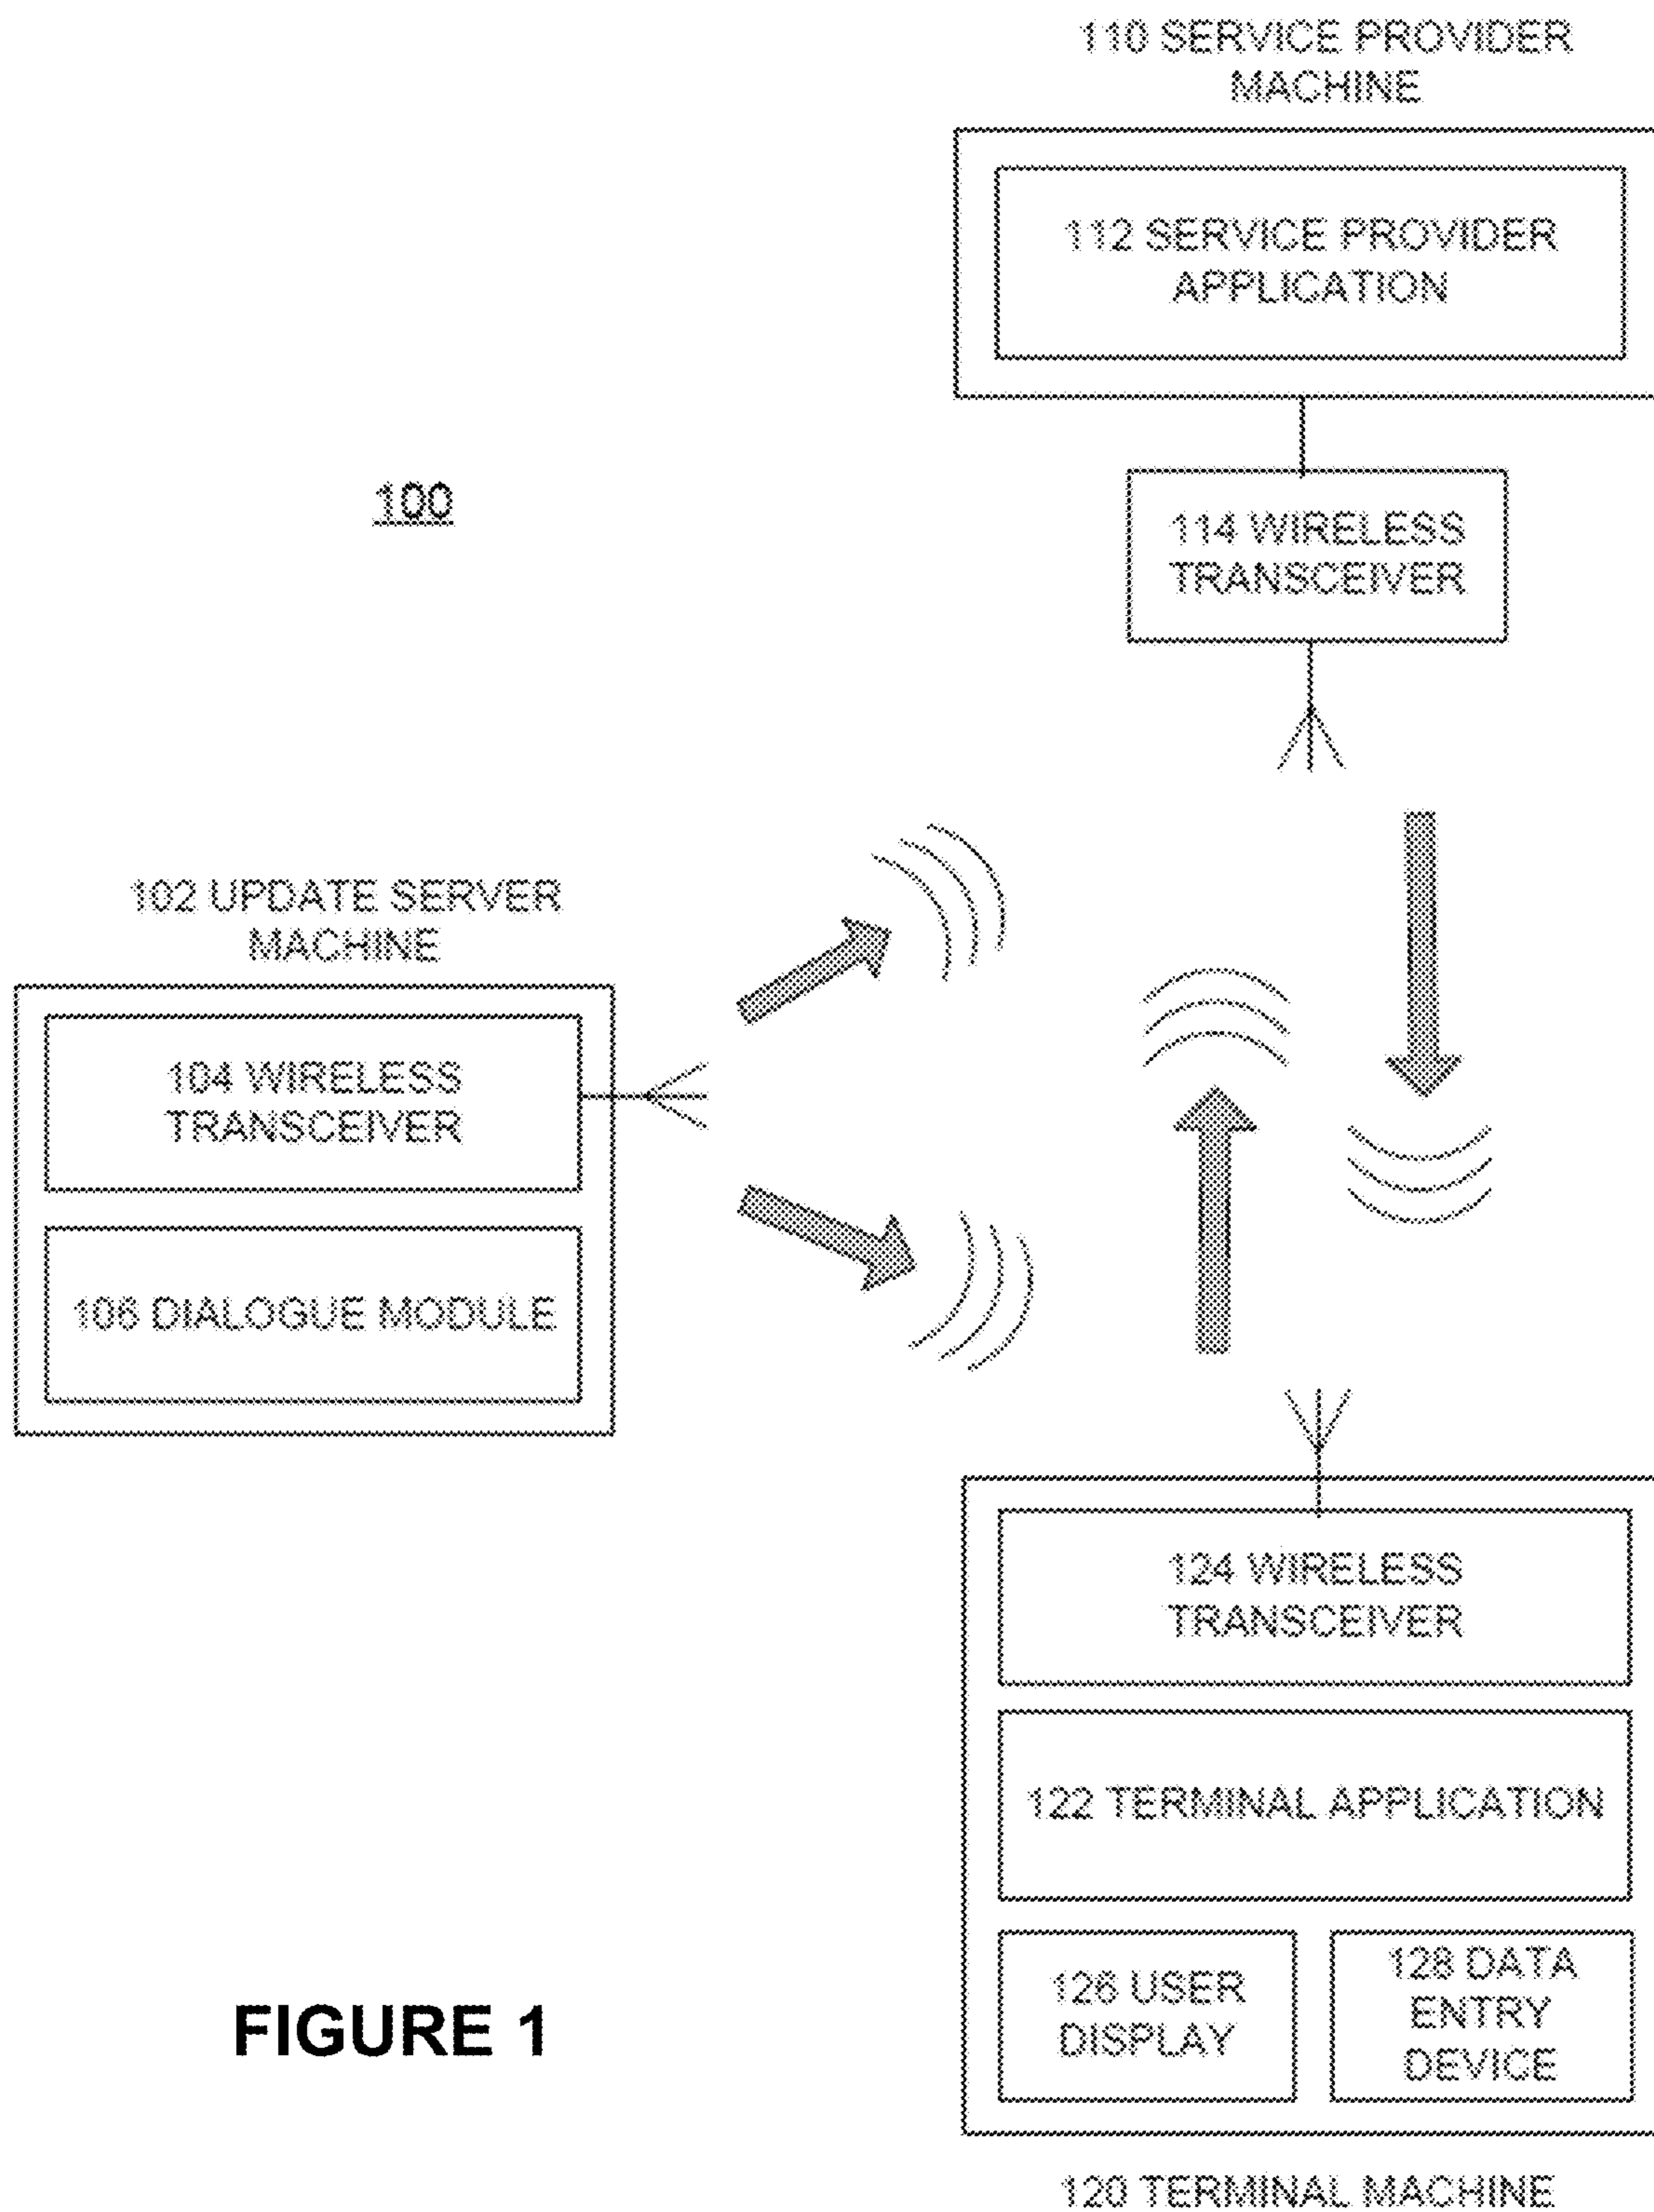 110 SERVICE PROVIDER
MACHINE
112 SERVICE PROVIDER
APPLICATION
100
114 WIRELESS
TRANSCEIVER
102 UPDATE SERVER
MACHINE
104 WIRELESS
TRANSCEIVER
106 DIALOGUE MODULE
124 WIRELESS
TRANSCEIVER
122 TERMINAL APPLICATION
126 USER
DISPLAY
128 DATA
ENTRY
DEVICE
FIGURE 1
120 TERMINAL MACHINE